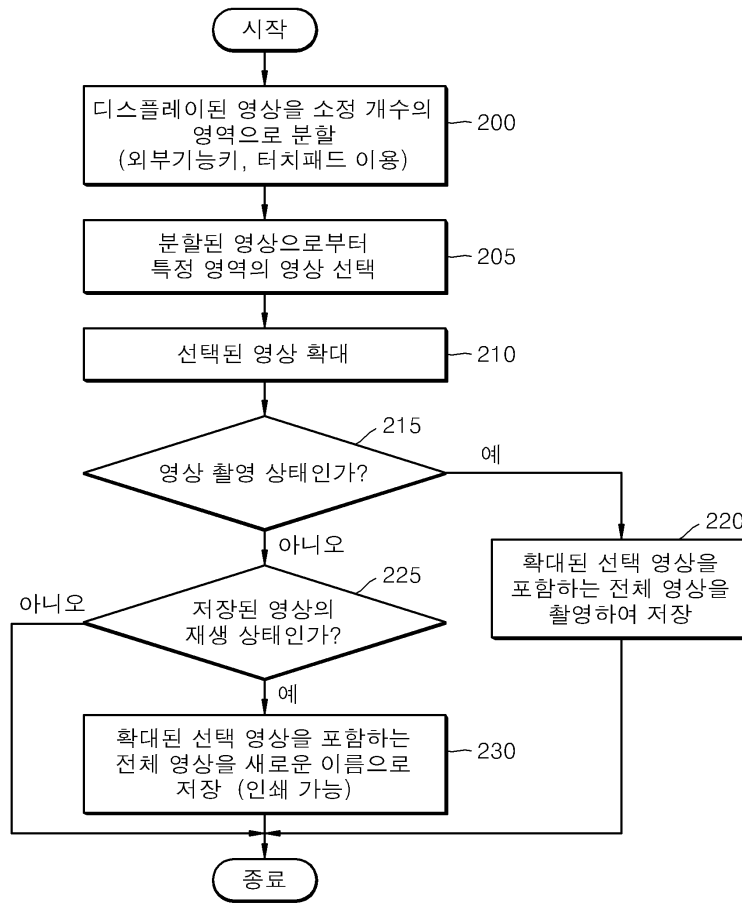 시작
디스플레이된 영상을 소정 개수의
영역으로 분할
(외부기능키, 터치패드 이용)
200
분할된 영상으로부터
특정 영역의 영상 선택
205
선택된 영상 확대
210
215
영상 촬영 상태인가?
예
아니오
220
확대된 선택 영상을
포함하는 전체 영상을
촬영하여 저장
225
저장된 영상의
재생 상태인가?
아니오
예
확대된 선택 영상을 포함하는
전체 영상을 새로운 이름으로
저장 (인쇄 가능)
230
종료